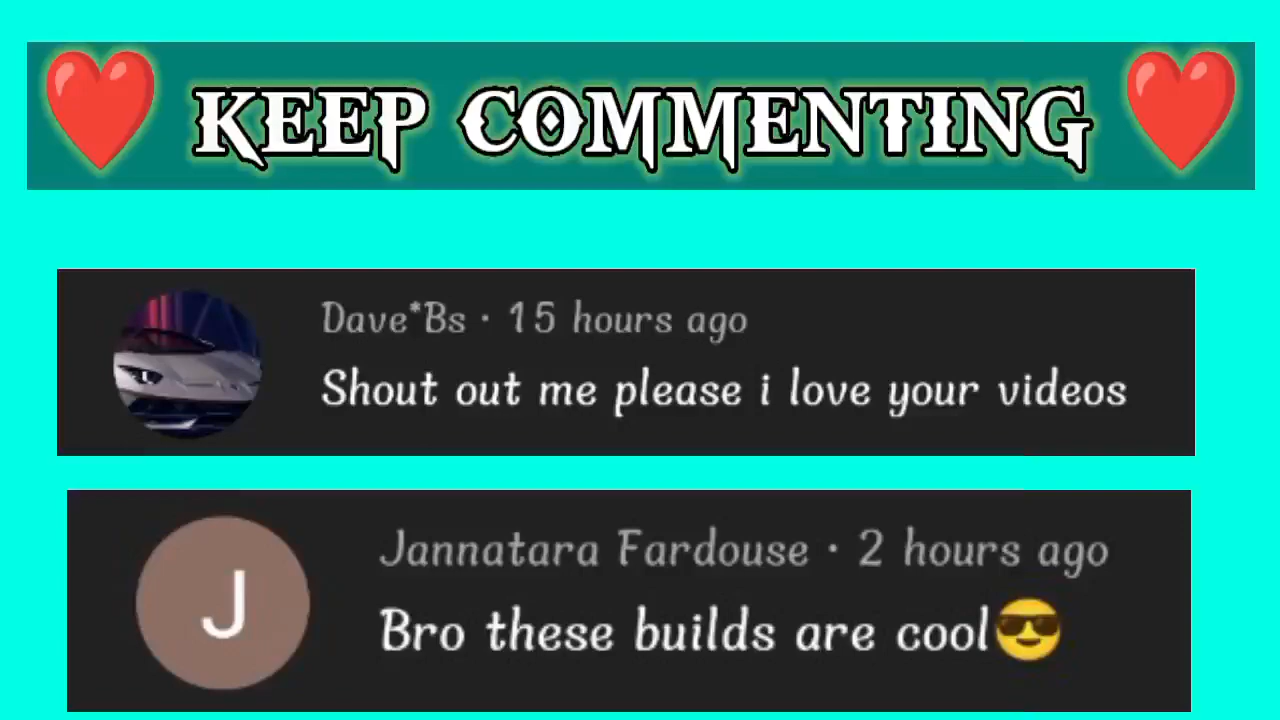 ❤️ KEEP COMMENTING ❤️
Dave*Bs · 15 hours ago
Shout out me please i love your videos
J
Jannatara Fardouse · 2 hours ago
Bro these builds are cool😎